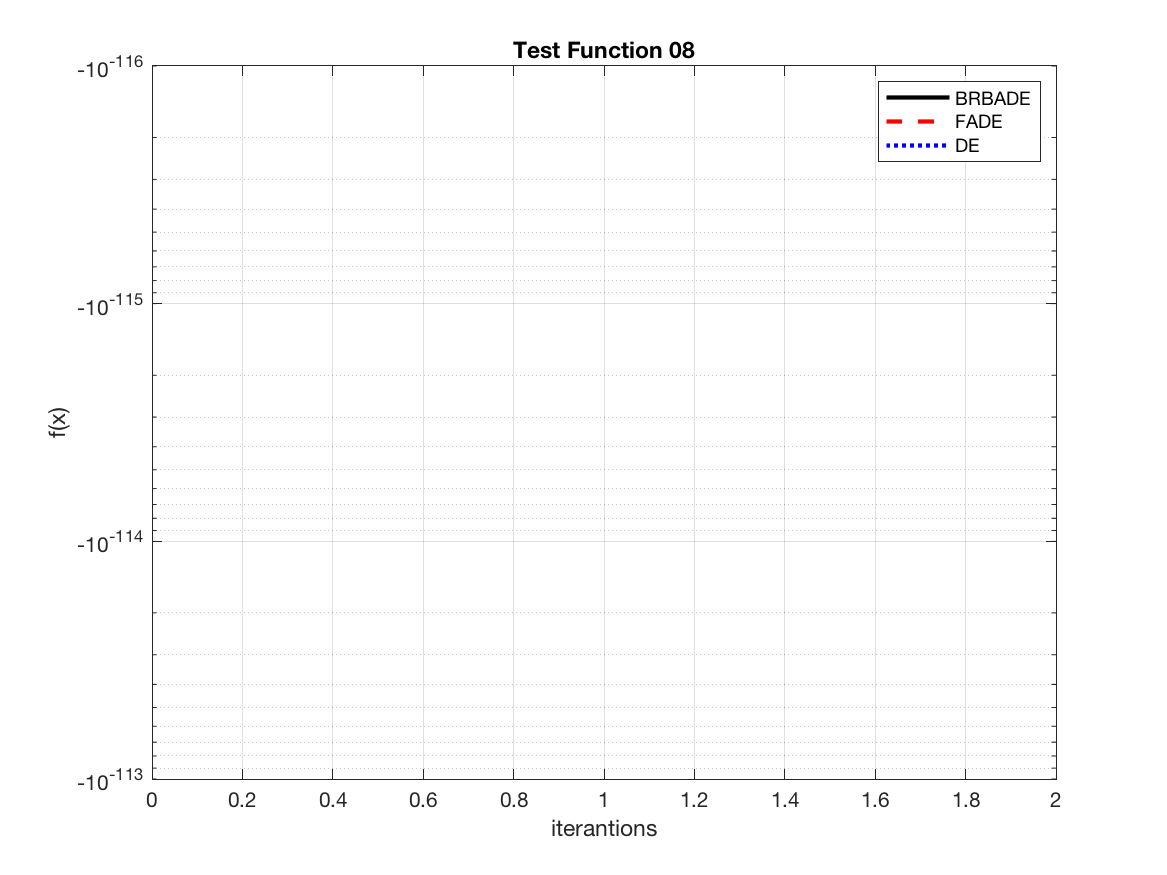 Test Function 08
-10^-116
-10^-115
-10^-114
-10^-113
f(x)
BRBADE
FADE
DE
0 0.2 0.4 0.6 0.8 1 1.2 1.4 1.6 1.8 2
iterantions